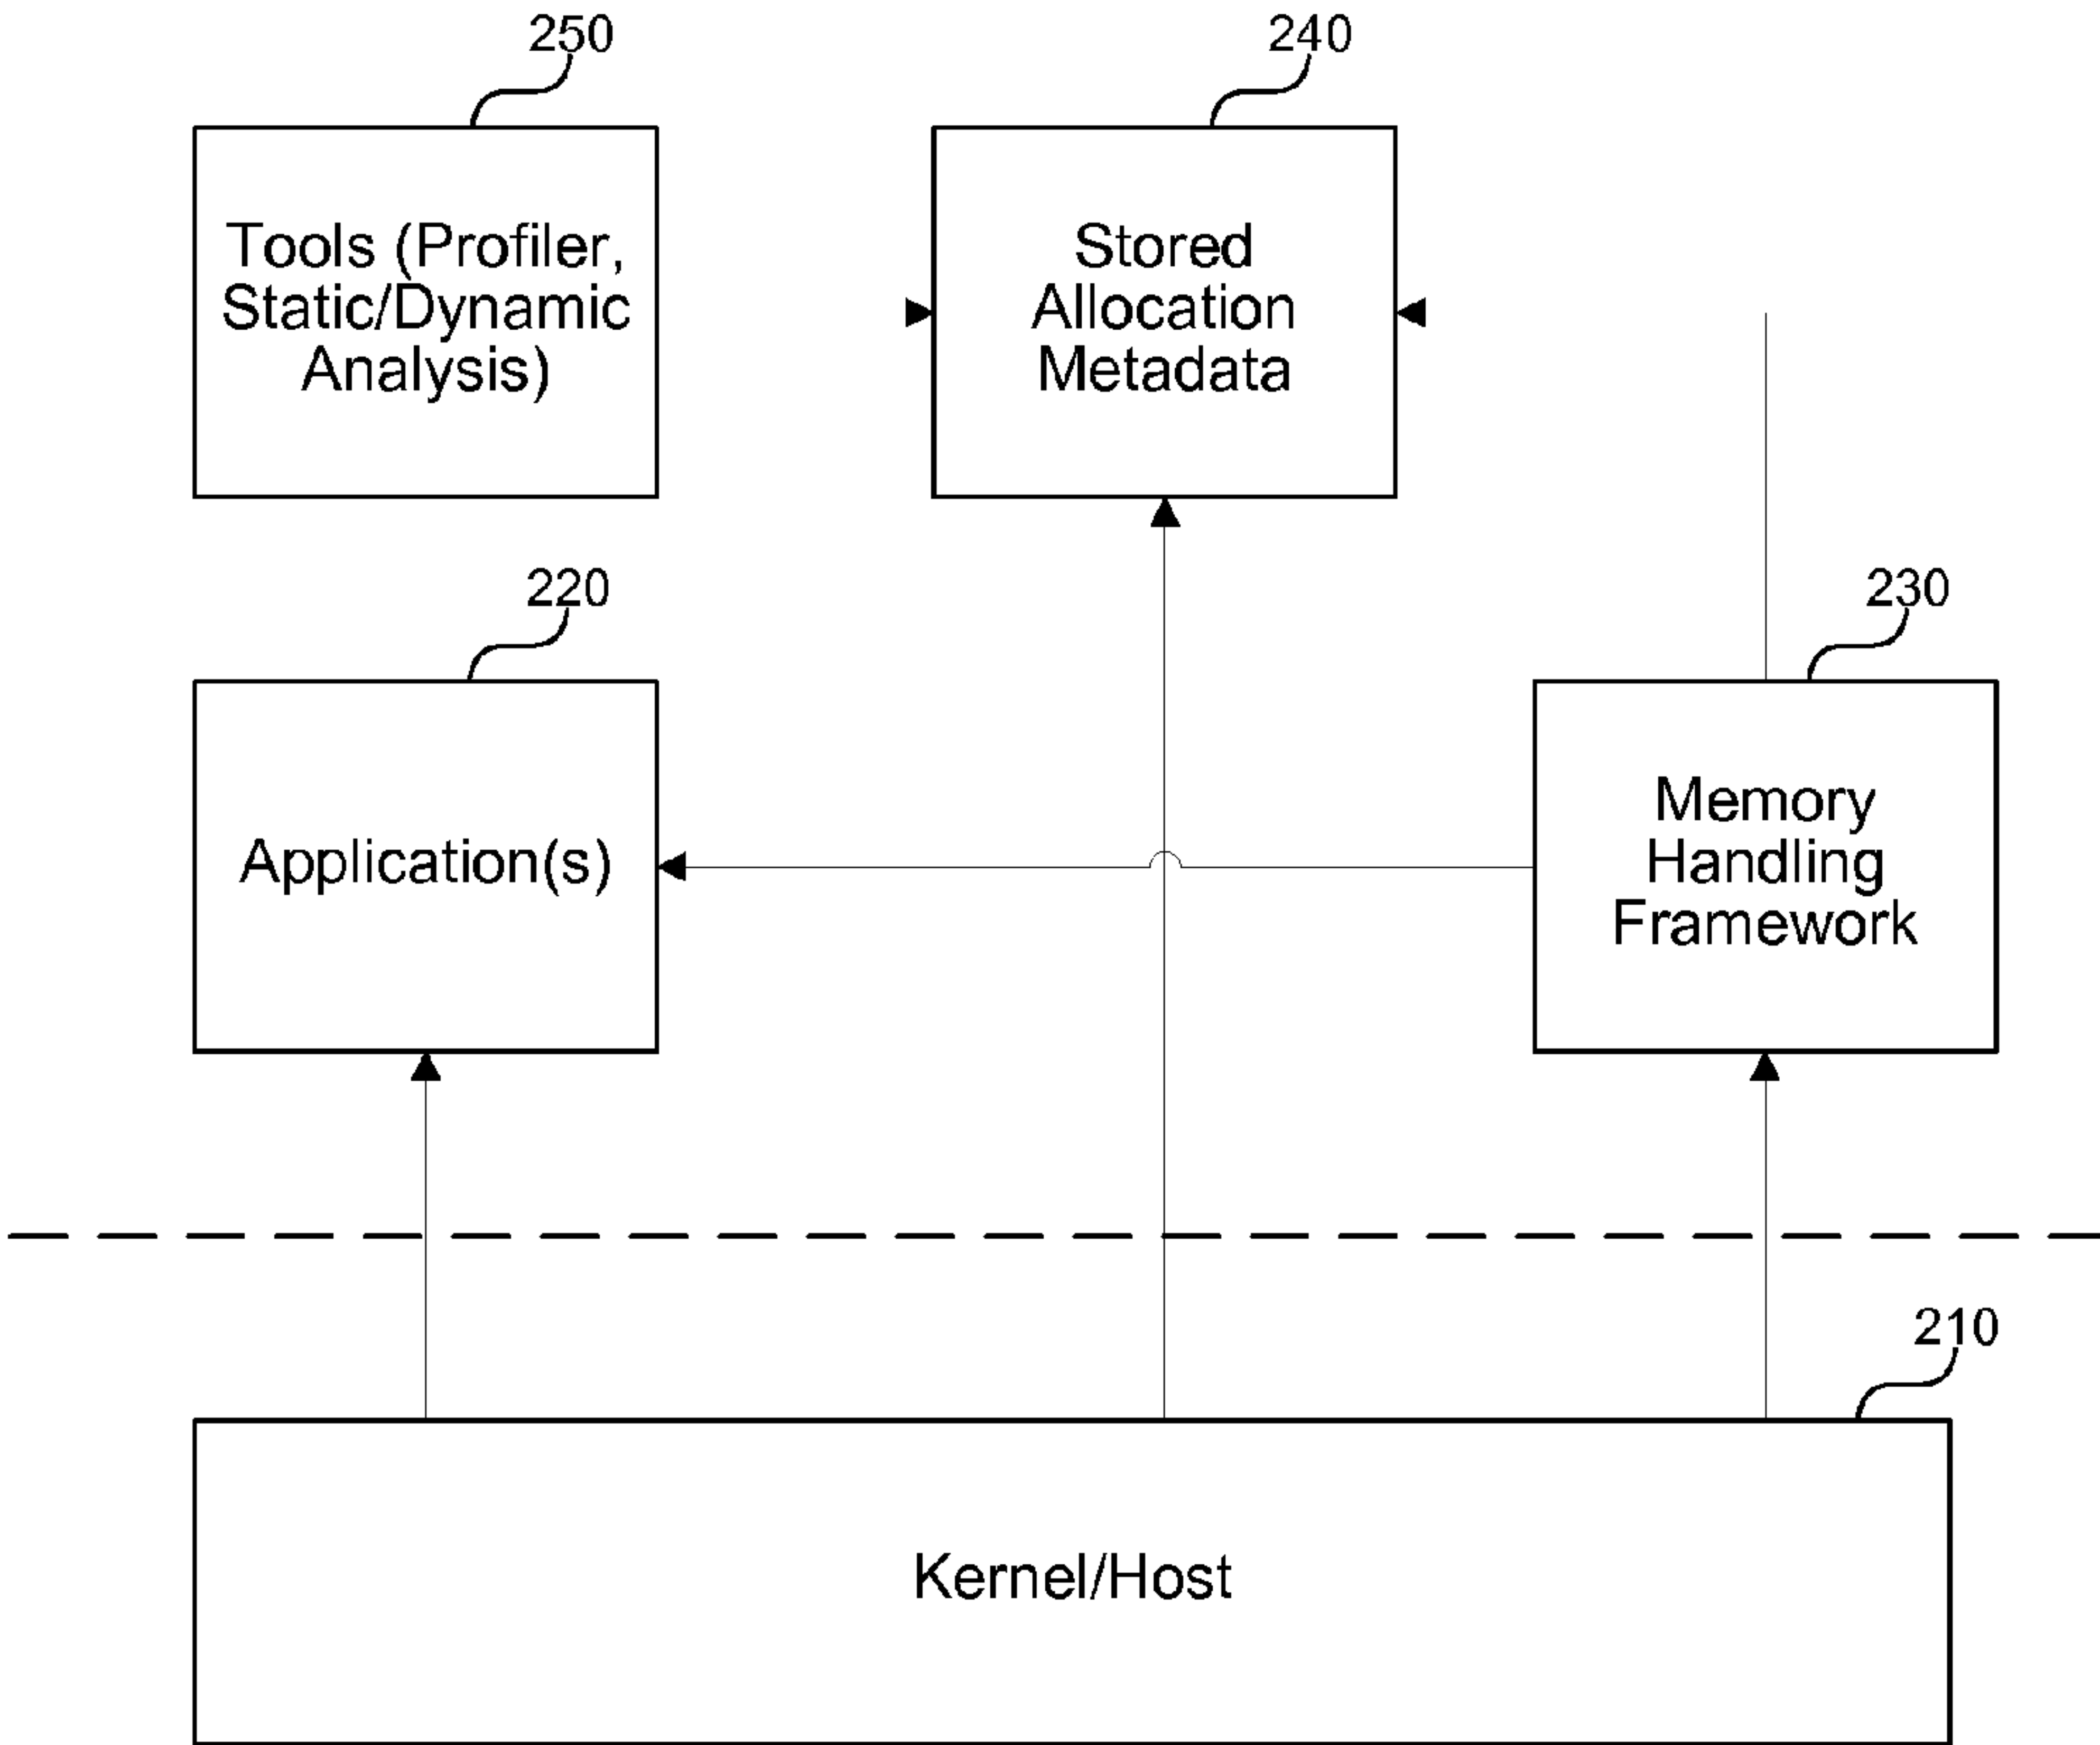 250
240
Tools (Profiler,
Static/Dynamic
Analysis)
Stored
Allocation
Metadata
220
230
Application(s)
Memory
Handling
Framework
210
Kernel/Host